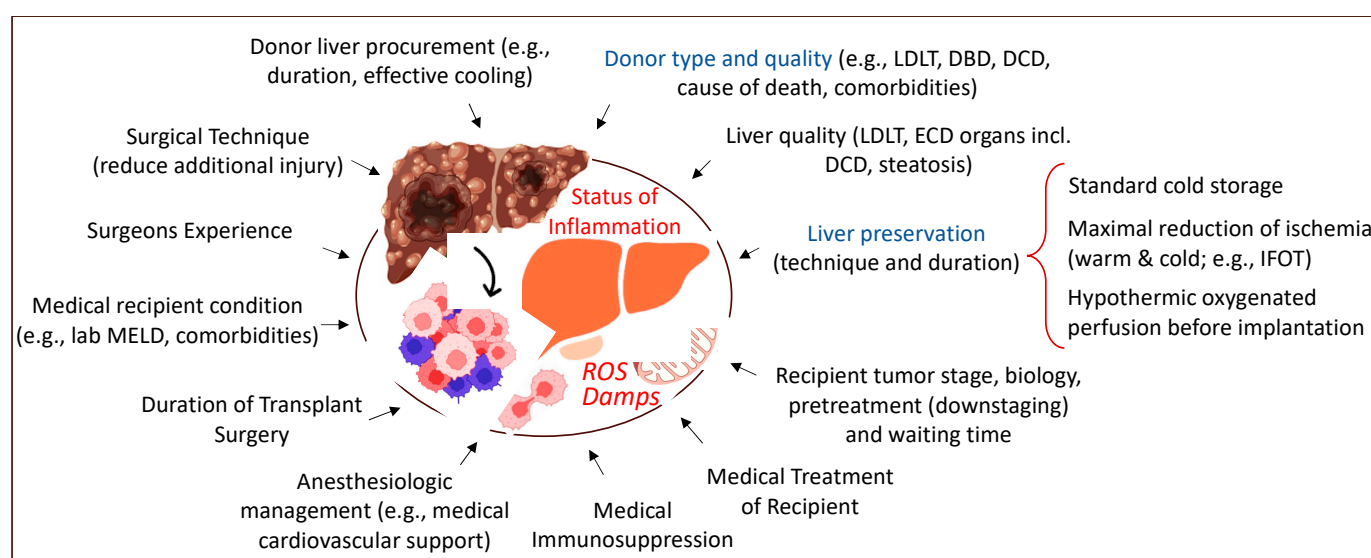 Donor liver procurement (e.g.,
duration, effective cooling)
Donor type and quality (e.g., LDLT, DBD, DCD,
cause of death, comorbidities)
Surgical Technique
(reduce additional injury)
Liver quality (LDLT, ECD organs incl.
DCD, steatosis)
Status of
Inflammation
Surgeons Experience
Liver preservation
(technique and duration)
Standard cold storage
Maximal reduction of ischemia
(warm & cold; e.g., IFOT)
Hypothermic oxygenated
perfusion before implantation
Medical recipient condition
(e.g., lab MELD, comorbidities)
ROS
Damps
Recipient tumor stage, biology,
pretreatment (downstaging)
and waiting time
Duration of Transplant
Surgery
Anesthesiologic
management (e.g., medical
cardiovascular support)
Medical
Immunosuppression
Medical Treatment
of Recipient